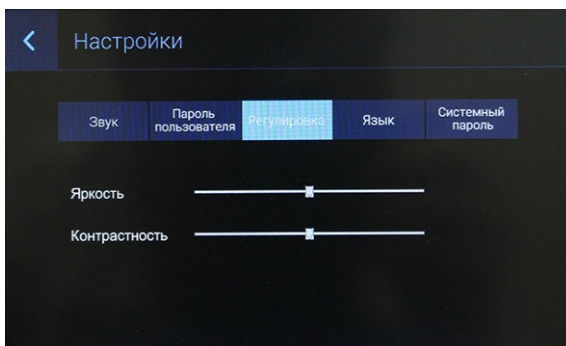 Настройки
Звук
Пароль
пользователя
Регулировка
Язык
Системный
пароль
Яркость
Контрастность